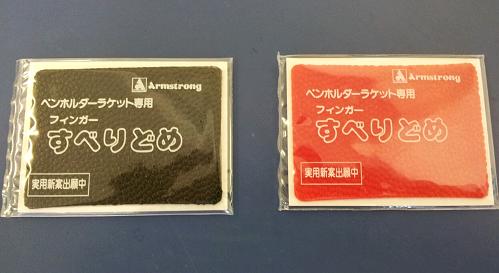 Armstrong
ペンホルダーラケット専用
フィンガー
すべりどめ
実用新案出願中
Armstrong
ペンホルダーラケット専用
フィンガー
すべりどめ
実用新案出願中